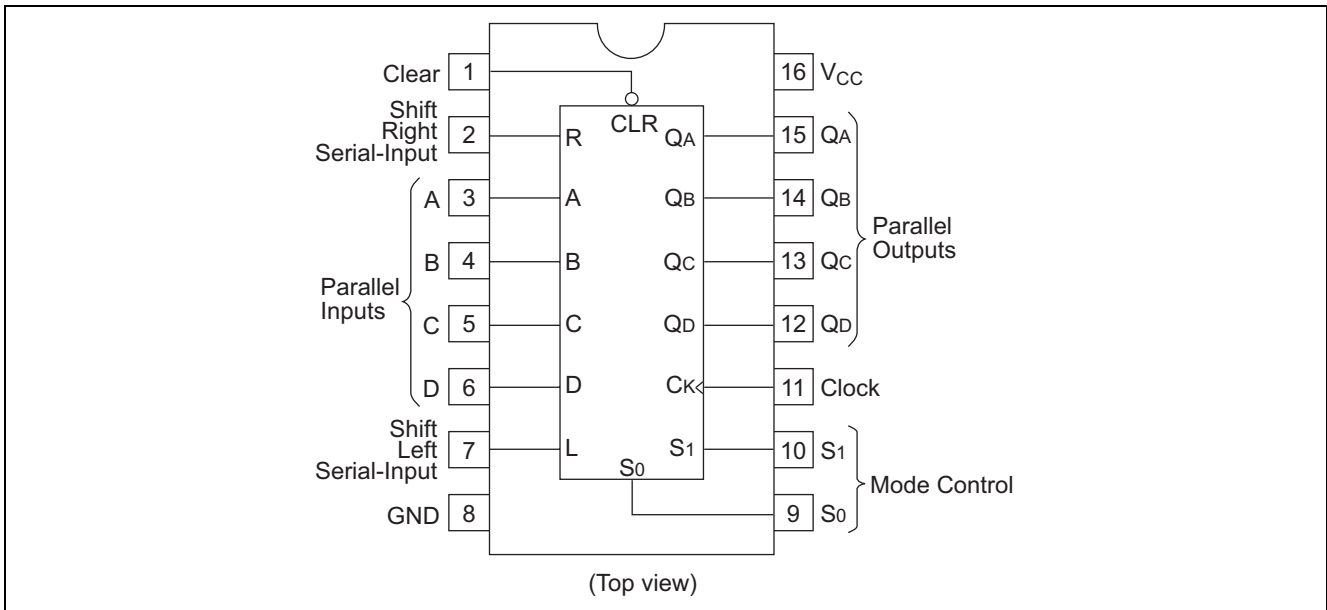 Clear 1
16 VCC
CLR
Shift
Right
Serial-Input
2 R QA 15 QA
A 3 A QB 14 QB
B 4 B QC 13 QC
C 5 C QD 12 QD
D 6 D CK 11 Clock
Parallel
Inputs
Parallel
Outputs
Shift
Left
Serial-Input
7 L S1 10 S1
S0
GND 8
9 S0
Mode Control
(Top view)